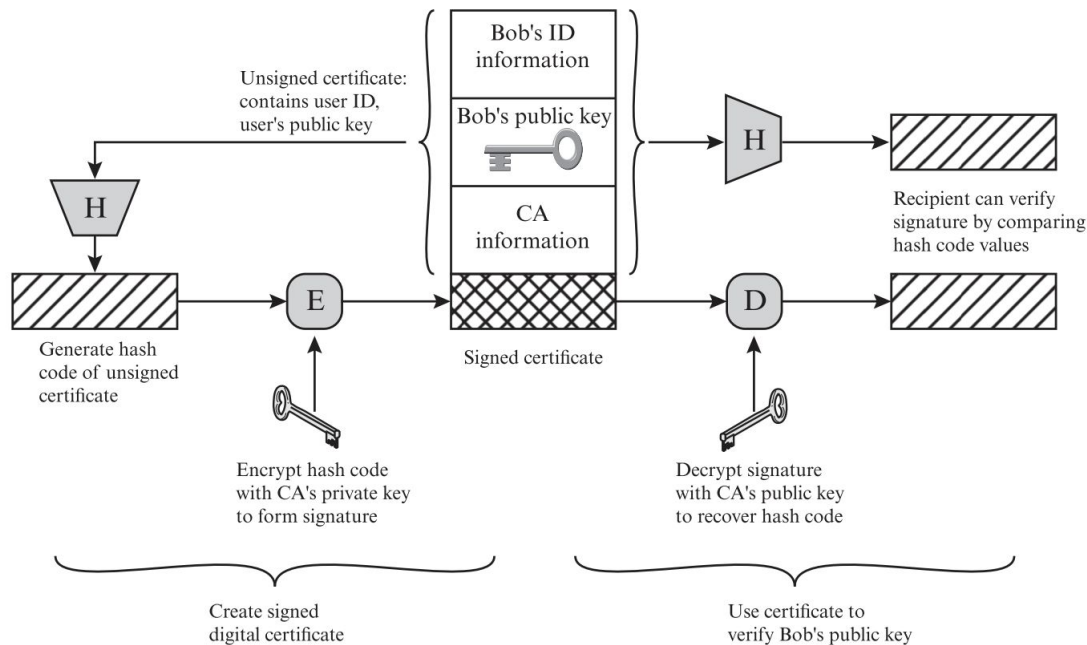 Unsigned certificate:
contains user ID,
user's public key
Bob's ID
information
Bob's public key
CA
information
H
H
Recipient can verify
signature by comparing
hash code values
E
D
Generate hash
code of unsigned
certificate
Signed certificate
Encrypt hash code
with CA's private key
to form signature
Decrypt signature
with CA's public key
to recover hash code
Create signed
digital certificate
Use certificate to
verify Bob's public key